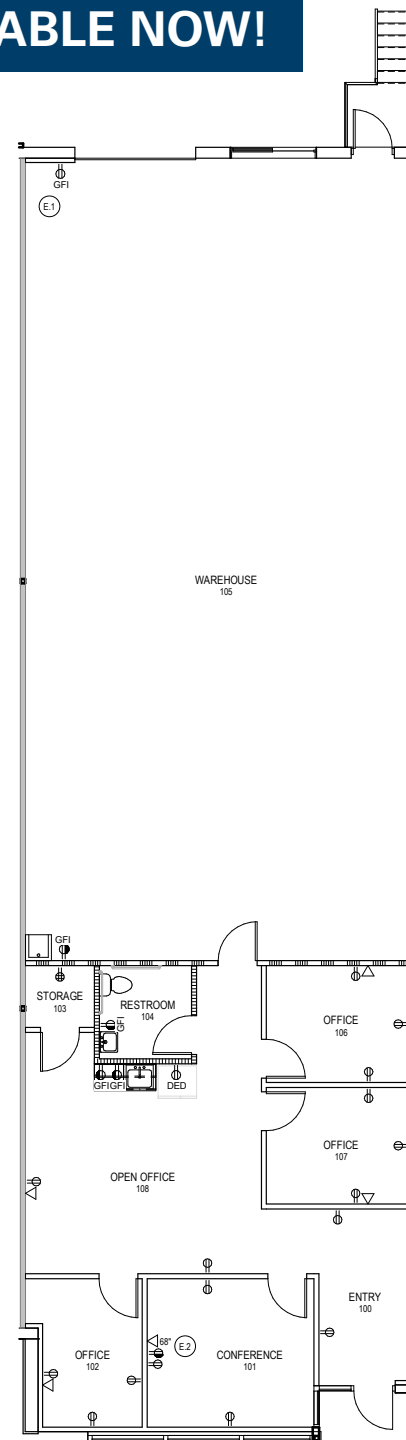 ABLE NOW!
GFI
E.1
WAREHOUSE
105
GFI
STORAGE
103
RESTROOM
104
GFI
OFFICE
106
GFI GFI
DED
OFFICE
107
OPEN OFFICE
108
ENTRY
100
68"
E.2
OFFICE
102
CONFERENCE
101